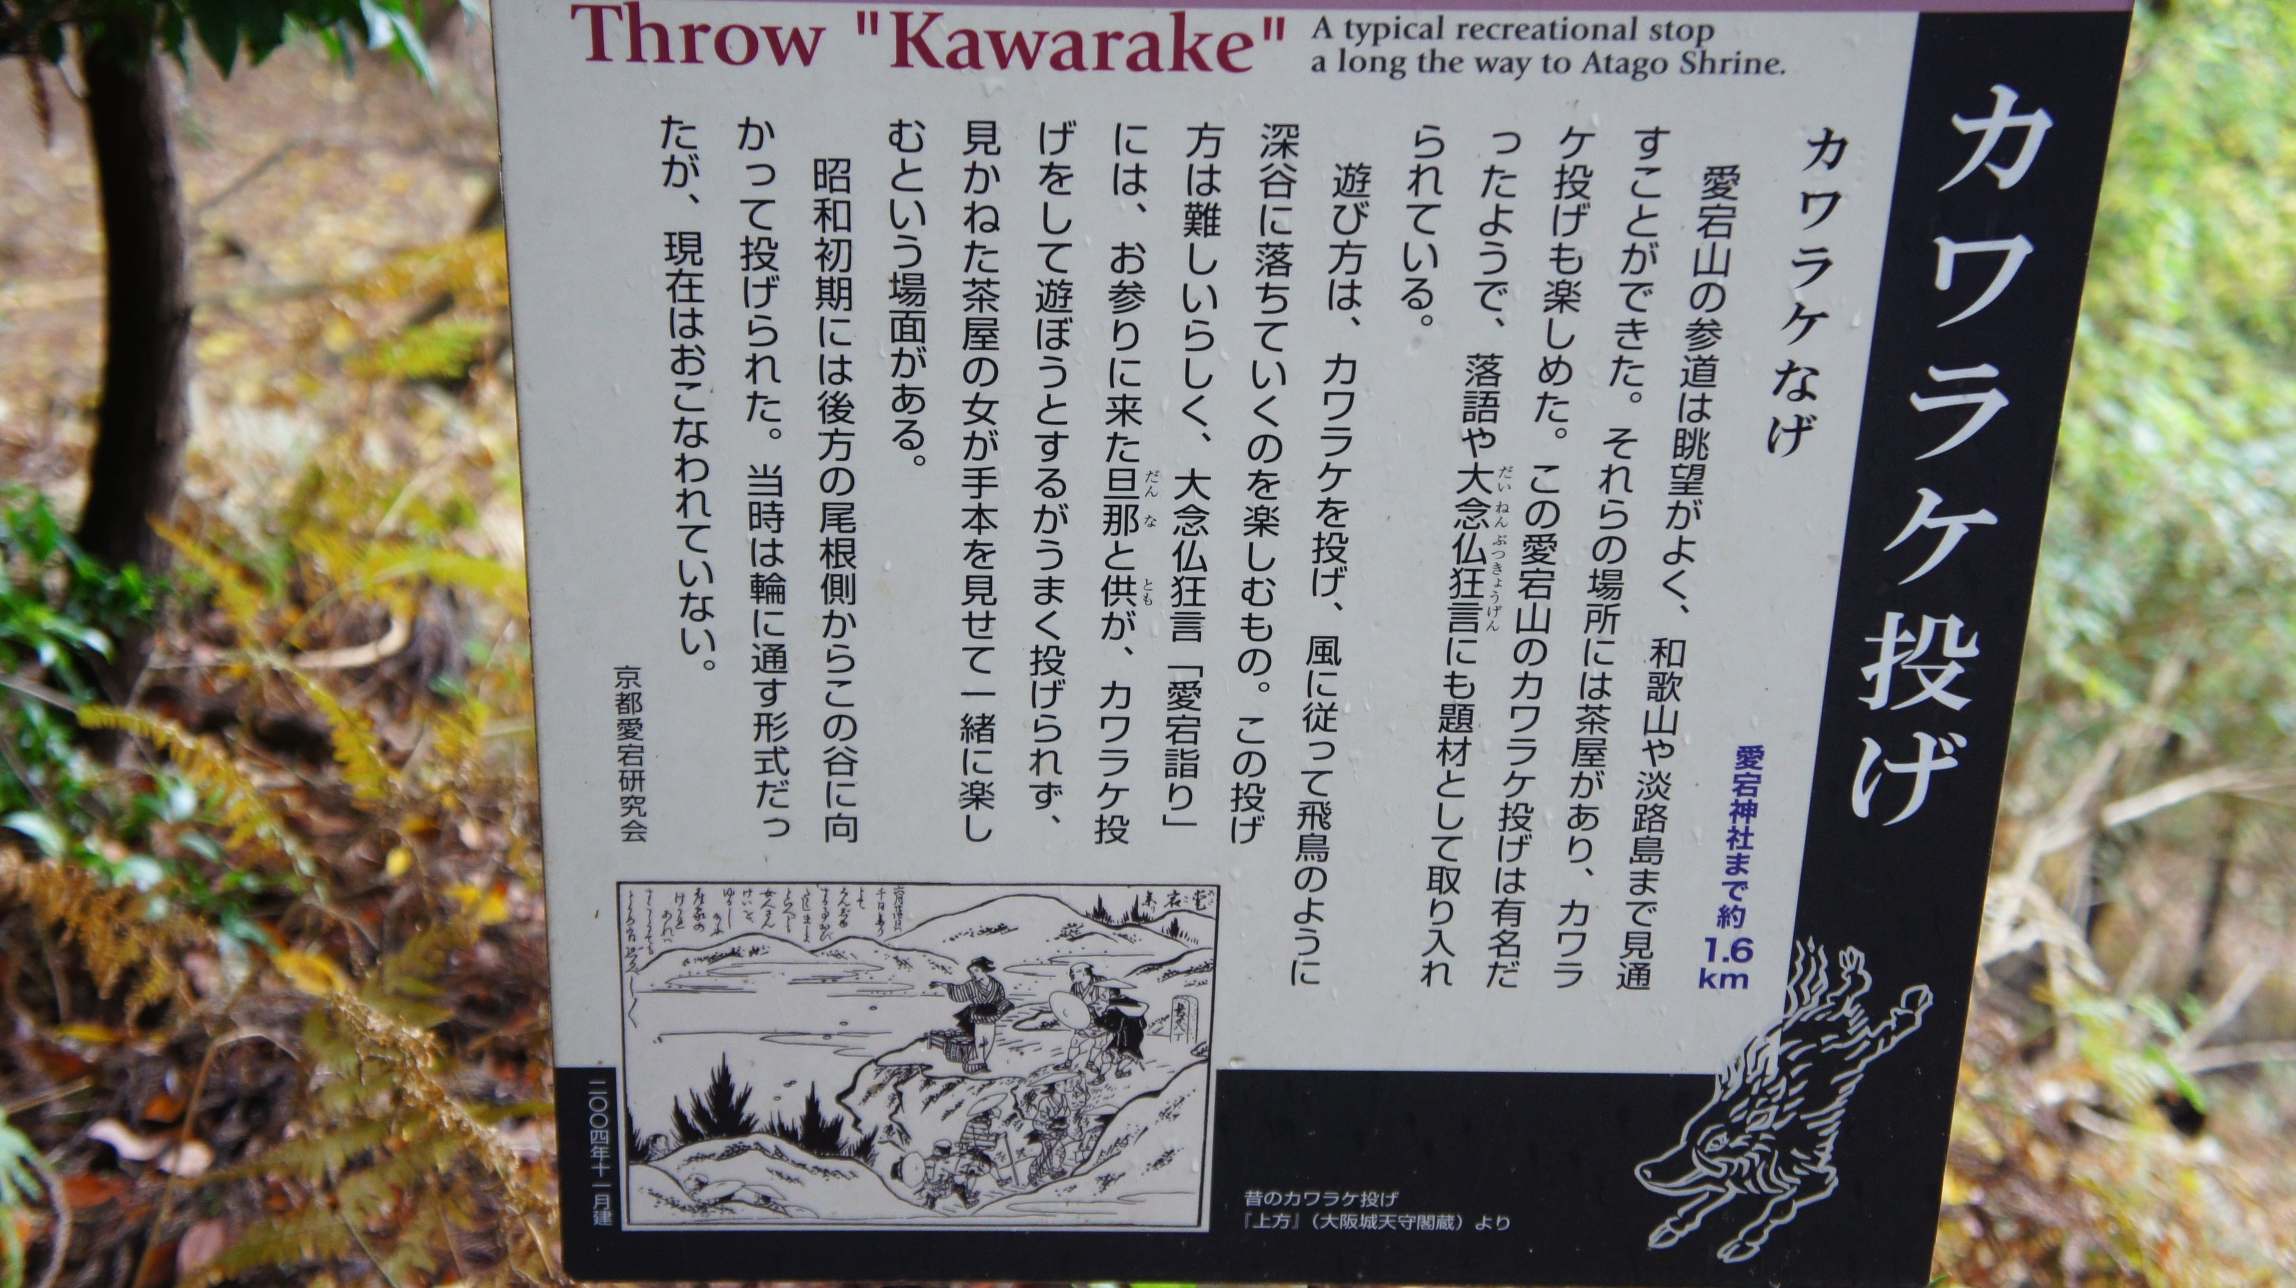 Throw "Kawarake"
A typical recreational stop
a long the way to Atago Shrine.
カワラケ投げ
カワラケなげ
愛宕神社まで約1.6km
愛宕山の参道は眺望がよく、和歌山や淡路島まで見通
すことができた。それらの場所には茶屋があり、カワラ
ケ投げも楽しめた。この愛宕山のカワラケ投げは有名だ
ったようで、落語や大念仏狂言にも題材として取り入れ
だいねんぶつきょうげん
られている。
遊び方は、カワラケを投げ、風に従って飛鳥のように
深谷に落ちていくのを楽しむもの。この投げ
方は難しいらしく、大念仏狂言「愛宕詣り」
には、お参りに来た旦那と供が、カワラケ投
だんな
とも
げをして遊ぼうとするがうまく投げられず、
見かねた茶屋の女が手本を見せて一緒に楽し
むという場面がある。
昭和初期には後方の尾根側からこの谷に向
かって投げられた。当時は輪に通す形式だっ
たが、現在はおこなわれていない。
京都愛宕研究会
昔のカワラケ投げ
『上方』（大阪城天守閣蔵）より
二〇〇四年十一月建